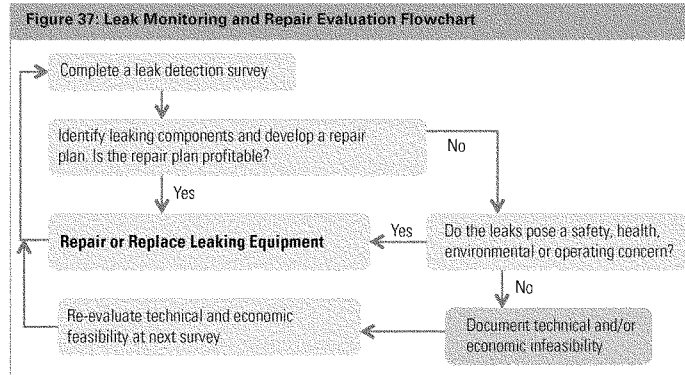 Figure 37: Leak Monitoring and Repair Evaluation Flowchart
Complete a leak detection survey
Identify leaking components and develop a repair
plan. Is the repair plan profitable?
No
Yes
Repair or Replace Leaking Equipment
Yes
Do the leaks pose a safety, health,
environmental or operating concern?
No
Re-evaluate technical and economic
feasibility at next survey
Document technical and/or
economic infeasibility